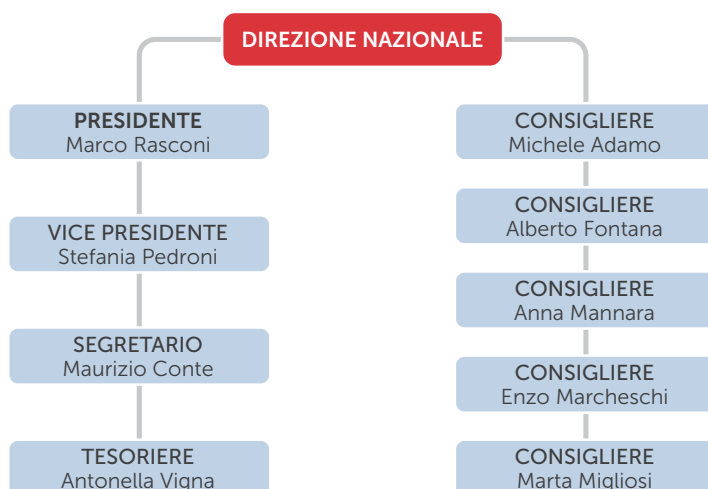 DIREZIONE NAZIONALE
PRESIDENTE
Marco Rasconi
VICE PRESIDENTE
Stefania Pedroni
SEGRETARIO
Maurizio Conte
TESORIERE
Antonella Vigna
CONSIGLIERE
Michele Adamo
CONSIGLIERE
Alberto Fontana
CONSIGLIERE
Anna Mannara
CONSIGLIERE
Enzo Marcheschi
CONSIGLIERE
Marta Migliosi